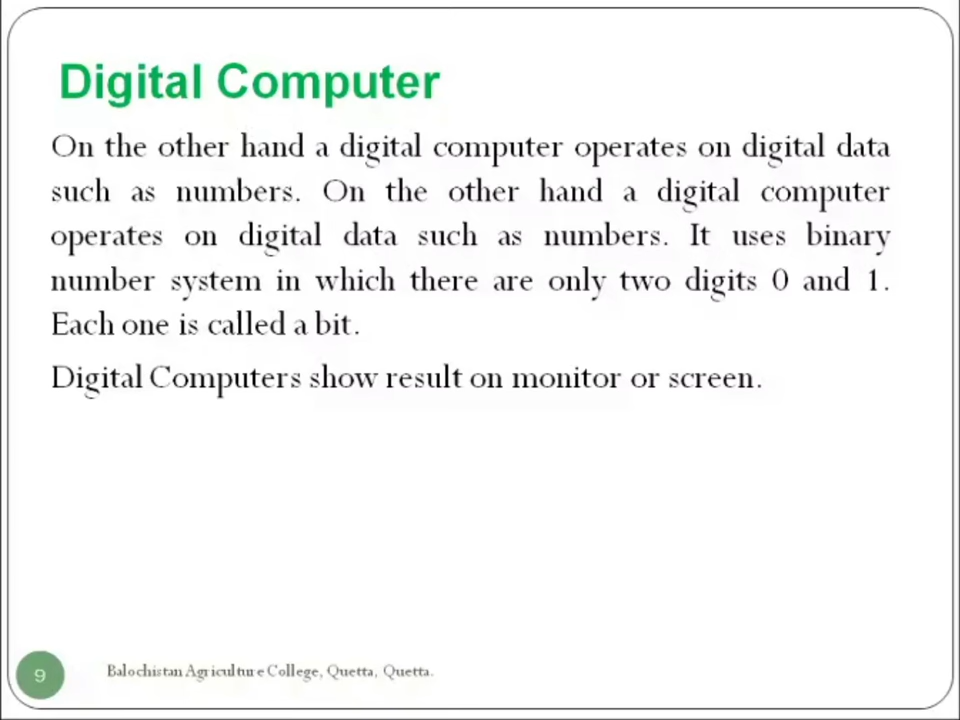 Digital Computer
On the other hand a digital computer operates on digital data
such as numbers. On the other hand a digital computer
operates on digital data such as numbers. It uses binary
number system in which there are only two digits 0 and 1.
Each one is called a bit.
Digital Computers show result on monitor or screen.
9
Balochistan Agriculture College, Quetta, Quetta.